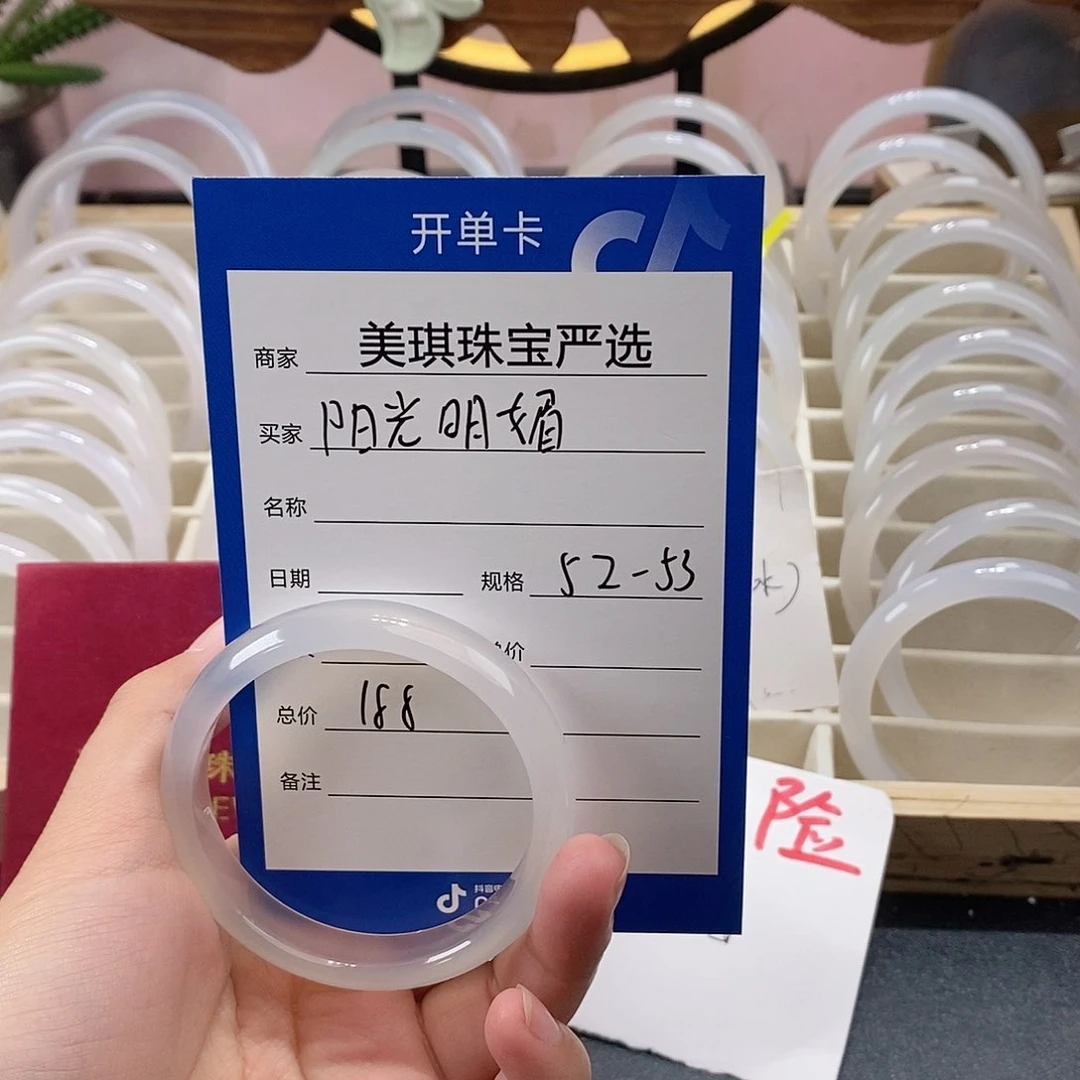 开单卡
商家 美琪珠宝严选
买家 阳光明媚
名称
日期 规格 52-53
总价 188
备注
险